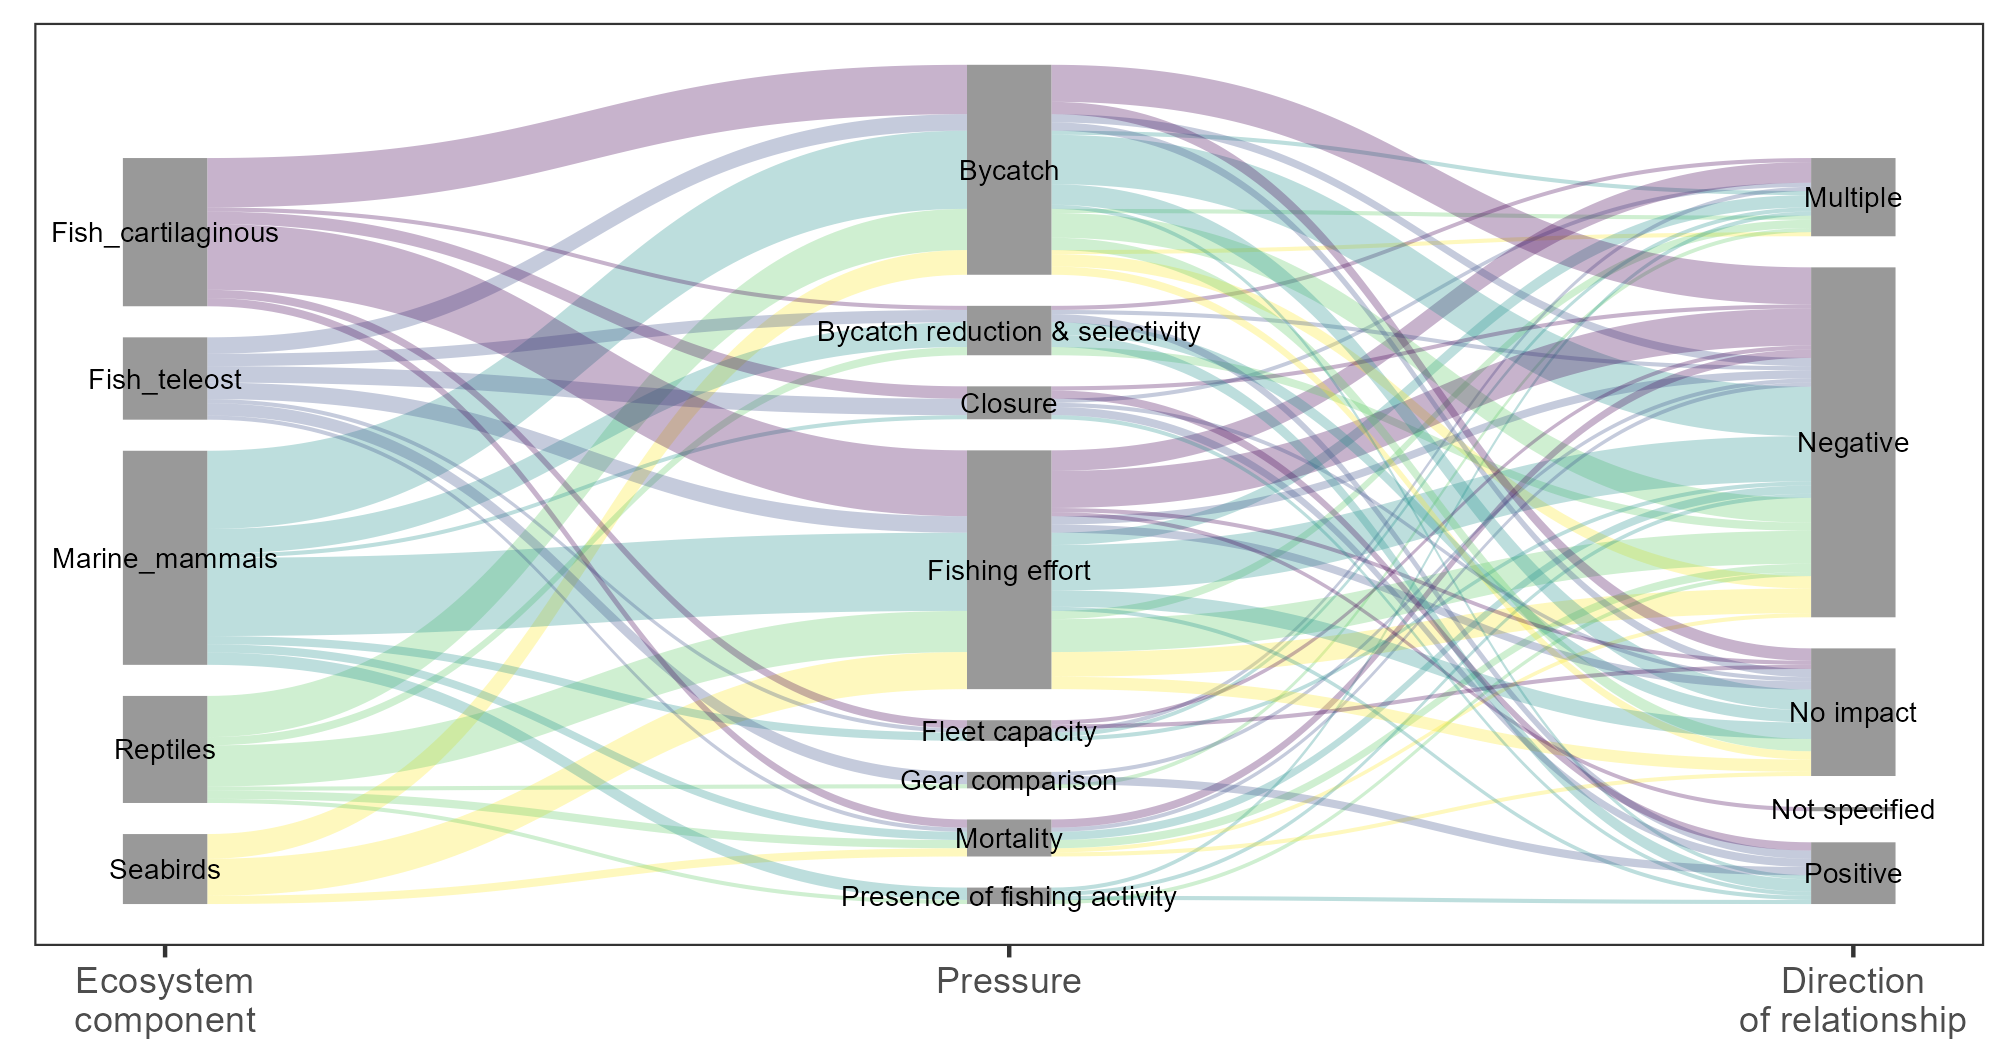 Fish_cartilaginous
Fish_teleost
Marine_mammals
Reptiles
Seabirds
Bycatch
Bycatch reduction & selectivity
Closure
Fishing effort
Fleet capacity
Gear comparison
Mortality
Presence of fishing activity
Multiple
Negative
No impact
Not specified
Positive
Ecosystem
component
Pressure
Direction
of relationship